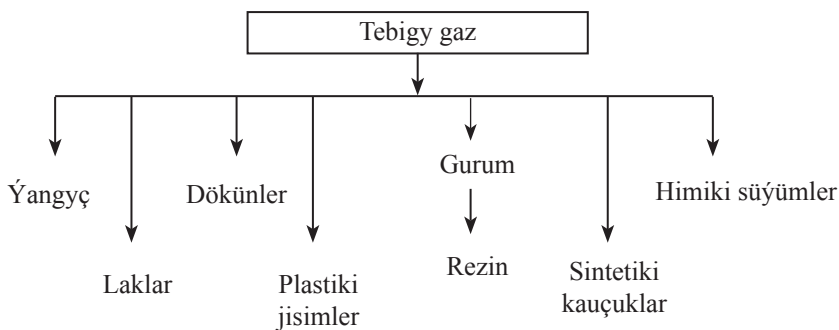 Tebigy gaz
Ýangyç
Laklar
Dökünler
Plastiki
jisimler
Gurum
Rezin
Sintetiki
kauçuklar
Himiki süýümler